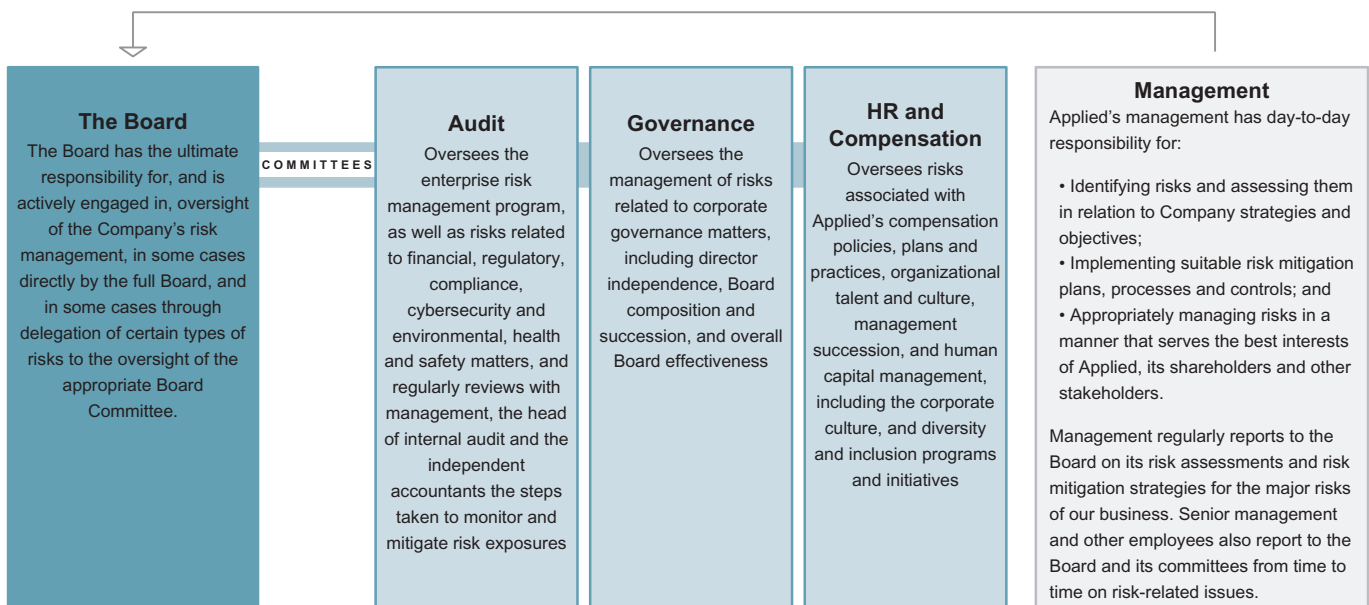 The Board
The Board has the ultimate
responsibility for, and is
actively engaged in, oversight
of the Company's risk
management, in some cases
directly by the full Board, and
in some cases through
delegation of certain types of
risks to the oversight of the
appropriate Board
Committee.
COMMITTEES
Audit
Oversees the
enterprise risk
management program,
as well as risks related
to financial, regulatory,
compliance,
cybersecurity and
environmental, health
and safety matters, and
regularly reviews with
management, the head
of internal audit and the
independent
accountants the steps
taken to monitor and
mitigate risk exposures
Governance
Oversees the
management of risks
related to corporate
governance matters,
including director
independence, Board
composition and
succession, and overall
Board effectiveness
HR and
Compensation
Oversees risks
associated with
Applied's compensation
policies, plans and
practices, organizational
talent and culture,
management
succession, and human
capital management,
including the corporate
culture, and diversity
and inclusion programs
and initiatives
Management
Applied's management has day-to-day
responsibility for:
• Identifying risks and assessing them
in relation to Company strategies and
objectives;
• Implementing suitable risk mitigation
plans, processes and controls; and
• Appropriately managing risks in a
manner that serves the best interests
of Applied, its shareholders and other
stakeholders.
Management regularly reports to the
Board on its risk assessments and risk
mitigation strategies for the major risks
of our business. Senior management
and other employees also report to the
Board and its committees from time to
time on risk-related issues.